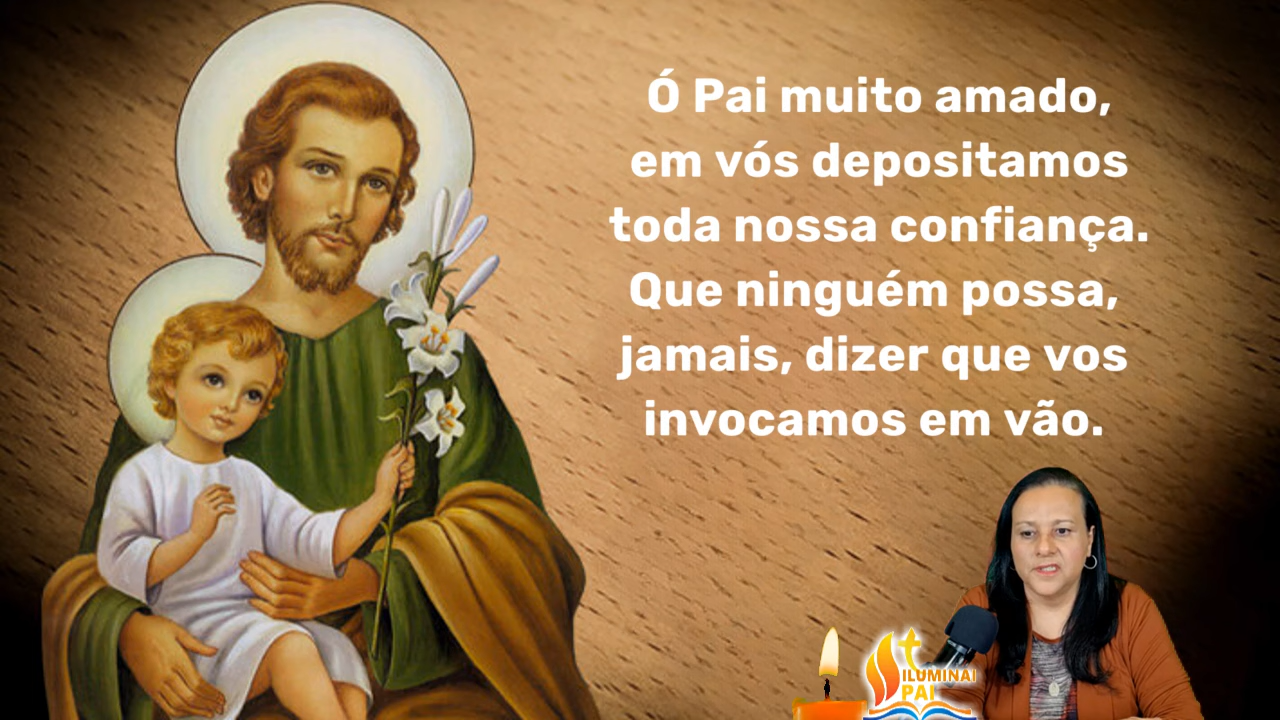 Ó Pai muito amado,
em vós depositamos
toda nossa confiança.
Que ninguém possa,
jamais, dizer que vos
invocamos em vão.
ILUMINAI
PAI